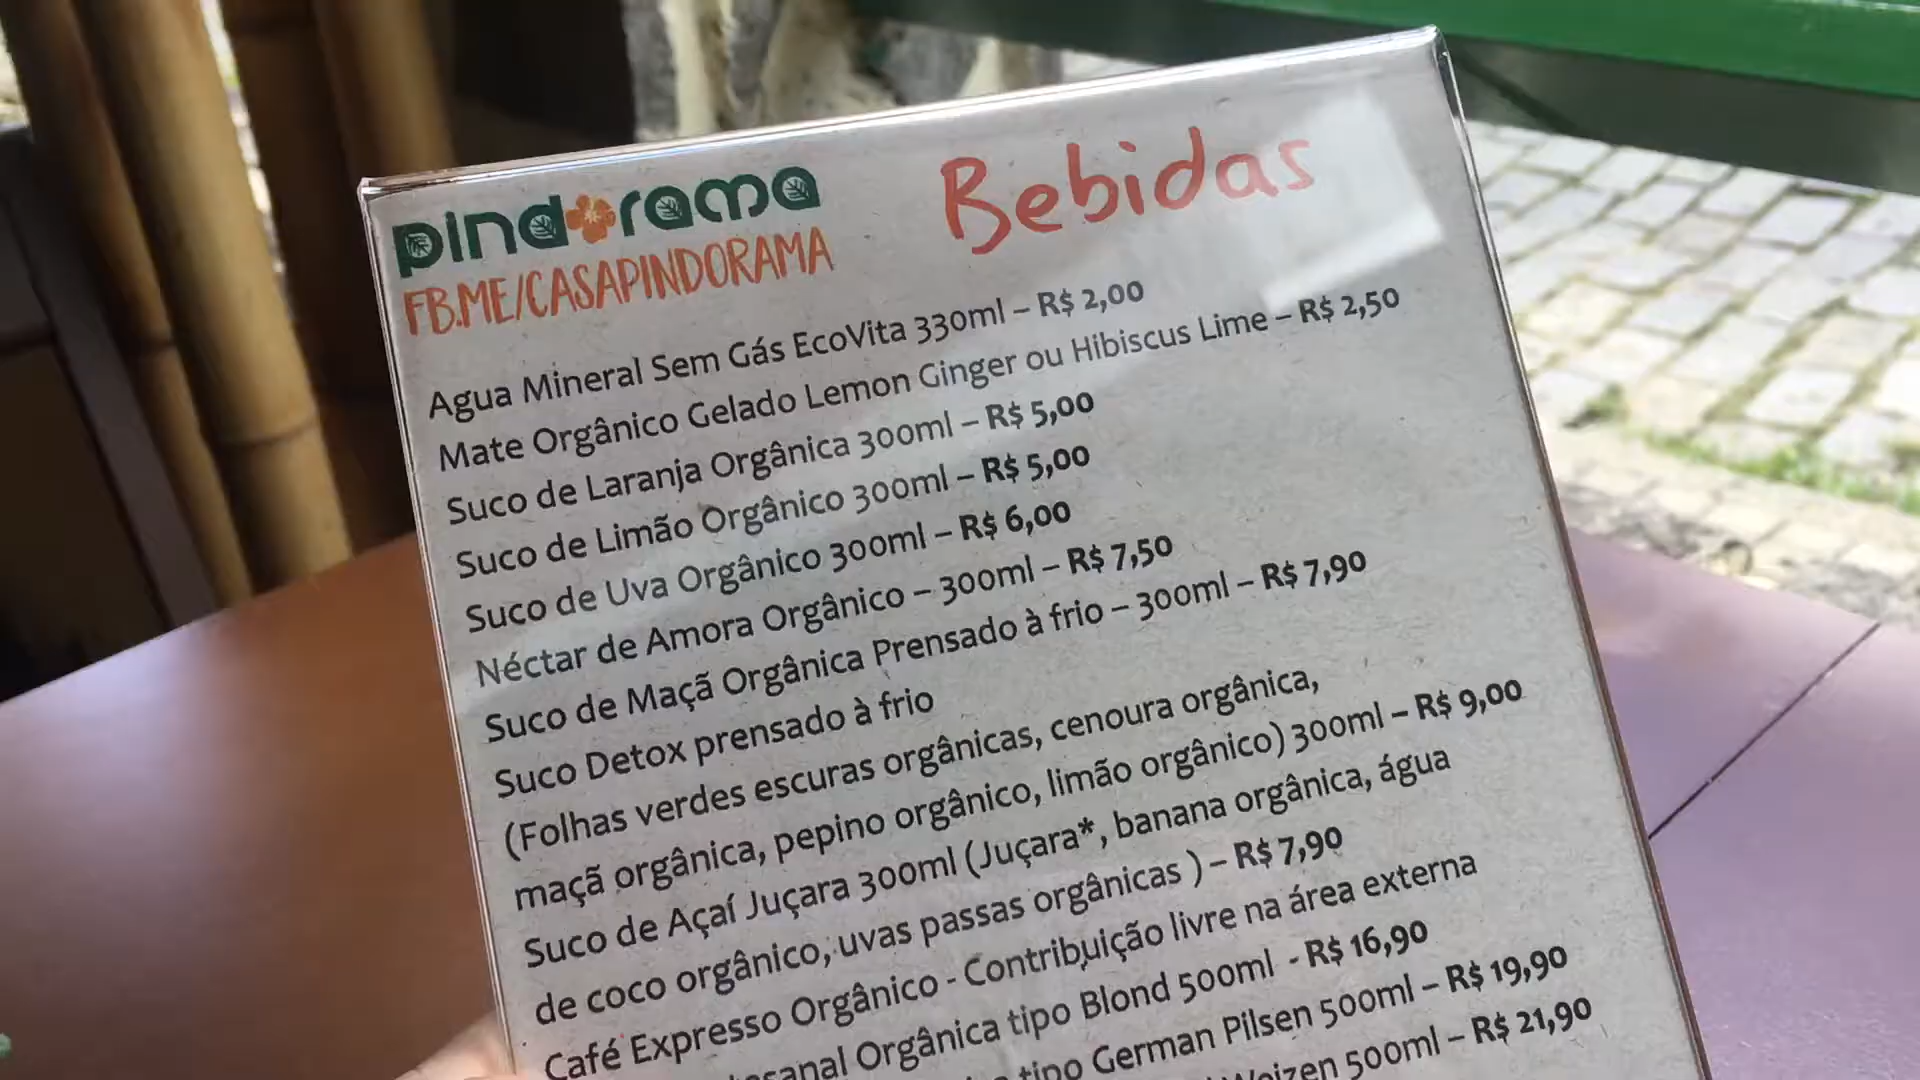 pindorama
Bebidas
FB.ME/CASAPINDORAMA
Agua Mineral Sem Gás EcoVita 330ml – R$ 2,00
Mate Orgânico Gelado Lemon Ginger ou Hibiscus Lime – R$ 2,50
Suco de Laranja Orgânica 300ml – R$ 5,00
Suco de Limão Orgânico 300ml – R$ 5,00
Suco de Uva Orgânico 300ml – R$ 6,00
Néctar de Amora Orgânico – 300ml – R$ 7,50
Suco de Maçã Orgânica Prensado à frio – 300ml – R$ 7,90
Suco Detox prensado à frio
(Folhas verdes escuras orgânicas, cenoura orgânica,
maçã orgânica, pepino orgânico, limão orgânico) 300ml – R$ 9,00
Suco de Açaí Juçara 300ml (Juçara*, banana orgânica, água
de coco orgânico, uvas passas orgânicas ) – R$ 7,90
Café Expresso Orgânico - Contribuição livre na área externa
Orgânica tipo Blond 500ml - R$ 16,90
tipo German Pilsen 500ml – R$ 19,90
Weizen 500ml – R$ 21,90